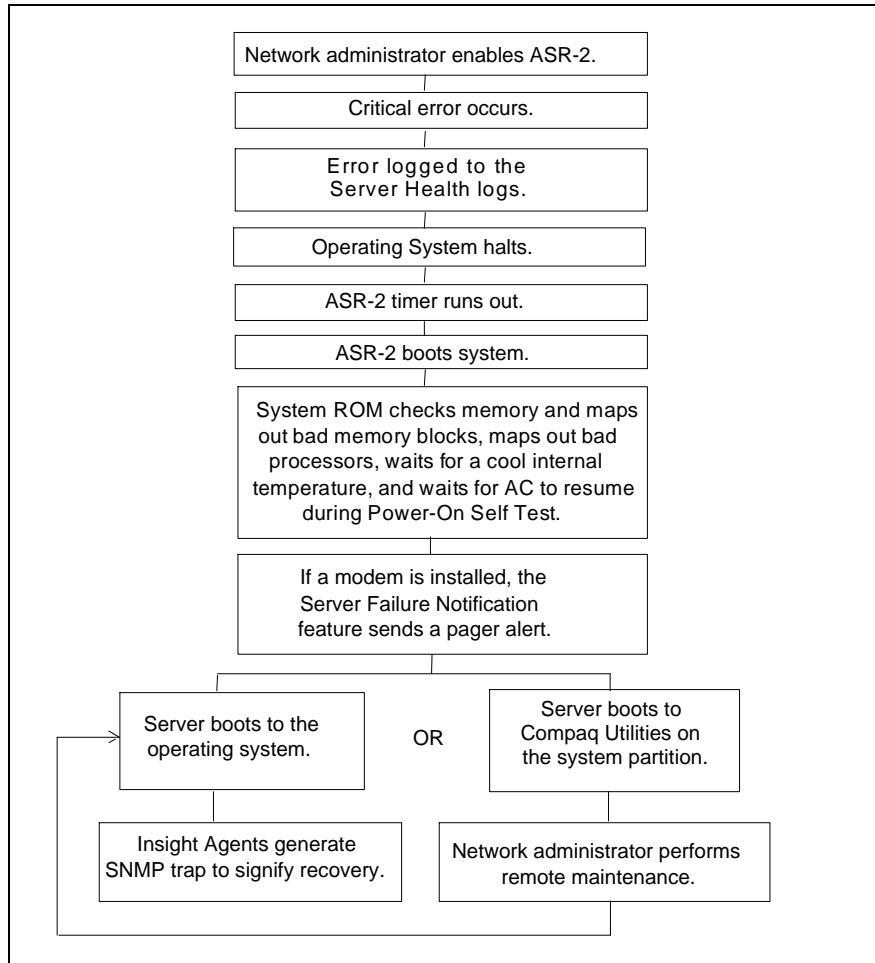 Network administrator enables ASR-2.
Critical error occurs.
Error logged to the
Server Health logs.
Operating System halts.
ASR-2 timer runs out.
ASR-2 boots system.
System ROM checks memory and maps
out bad memory blocks, maps out bad
processors, waits for a cool internal
temperature, and waits for AC to resume
during Power-On Self Test.
If a modem is installed, the
Server Failure Notification
feature sends a pager alert.
Server boots to the
operating system.
OR
Server boots to
Compaq Utilities on
the system partition.
Insight Agents generate
SNMP trap to signify recovery.
Network administrator performs
remote maintenance.